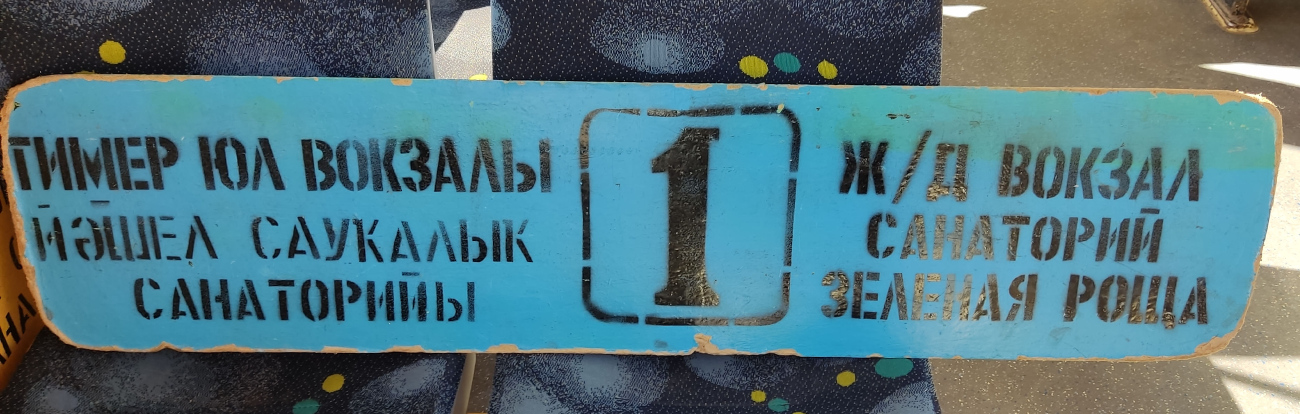 ТИМЕР ЮЛ ВОКЗАЛЫ
ЙӘШЕЛ САУКАЛЫК
САНАТОРИЙЫ
1
Ж/Д ВОКЗАЛ
САНАТОРИЙ
ЗЕЛЕНАЯ РОЩА